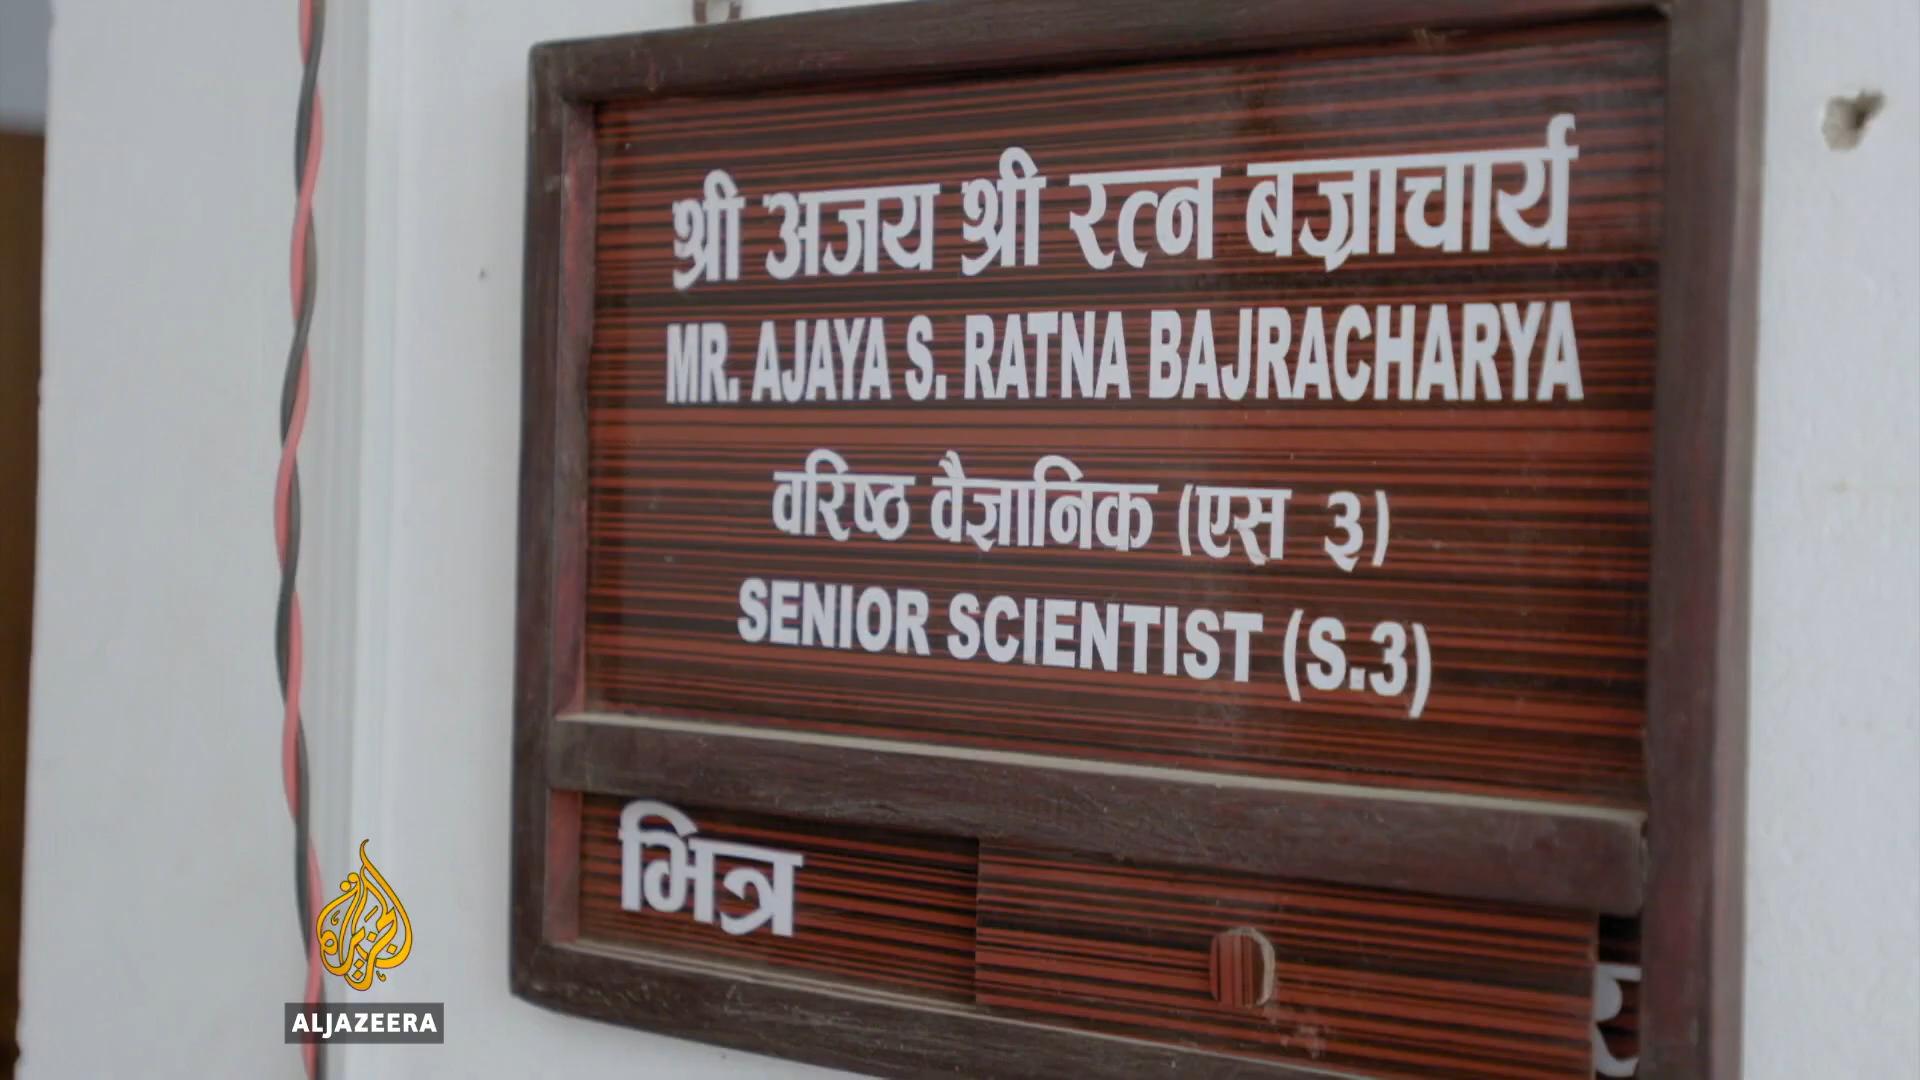 श्री अजय श्री रत्न बज्राचार्य
MR. AJAYA S. RATNA BAJRACHARYA
वरिष्ठ वैज्ञानिक (एस ३)
SENIOR SCIENTIST (S.3)
भित्र
ALJAZEERA